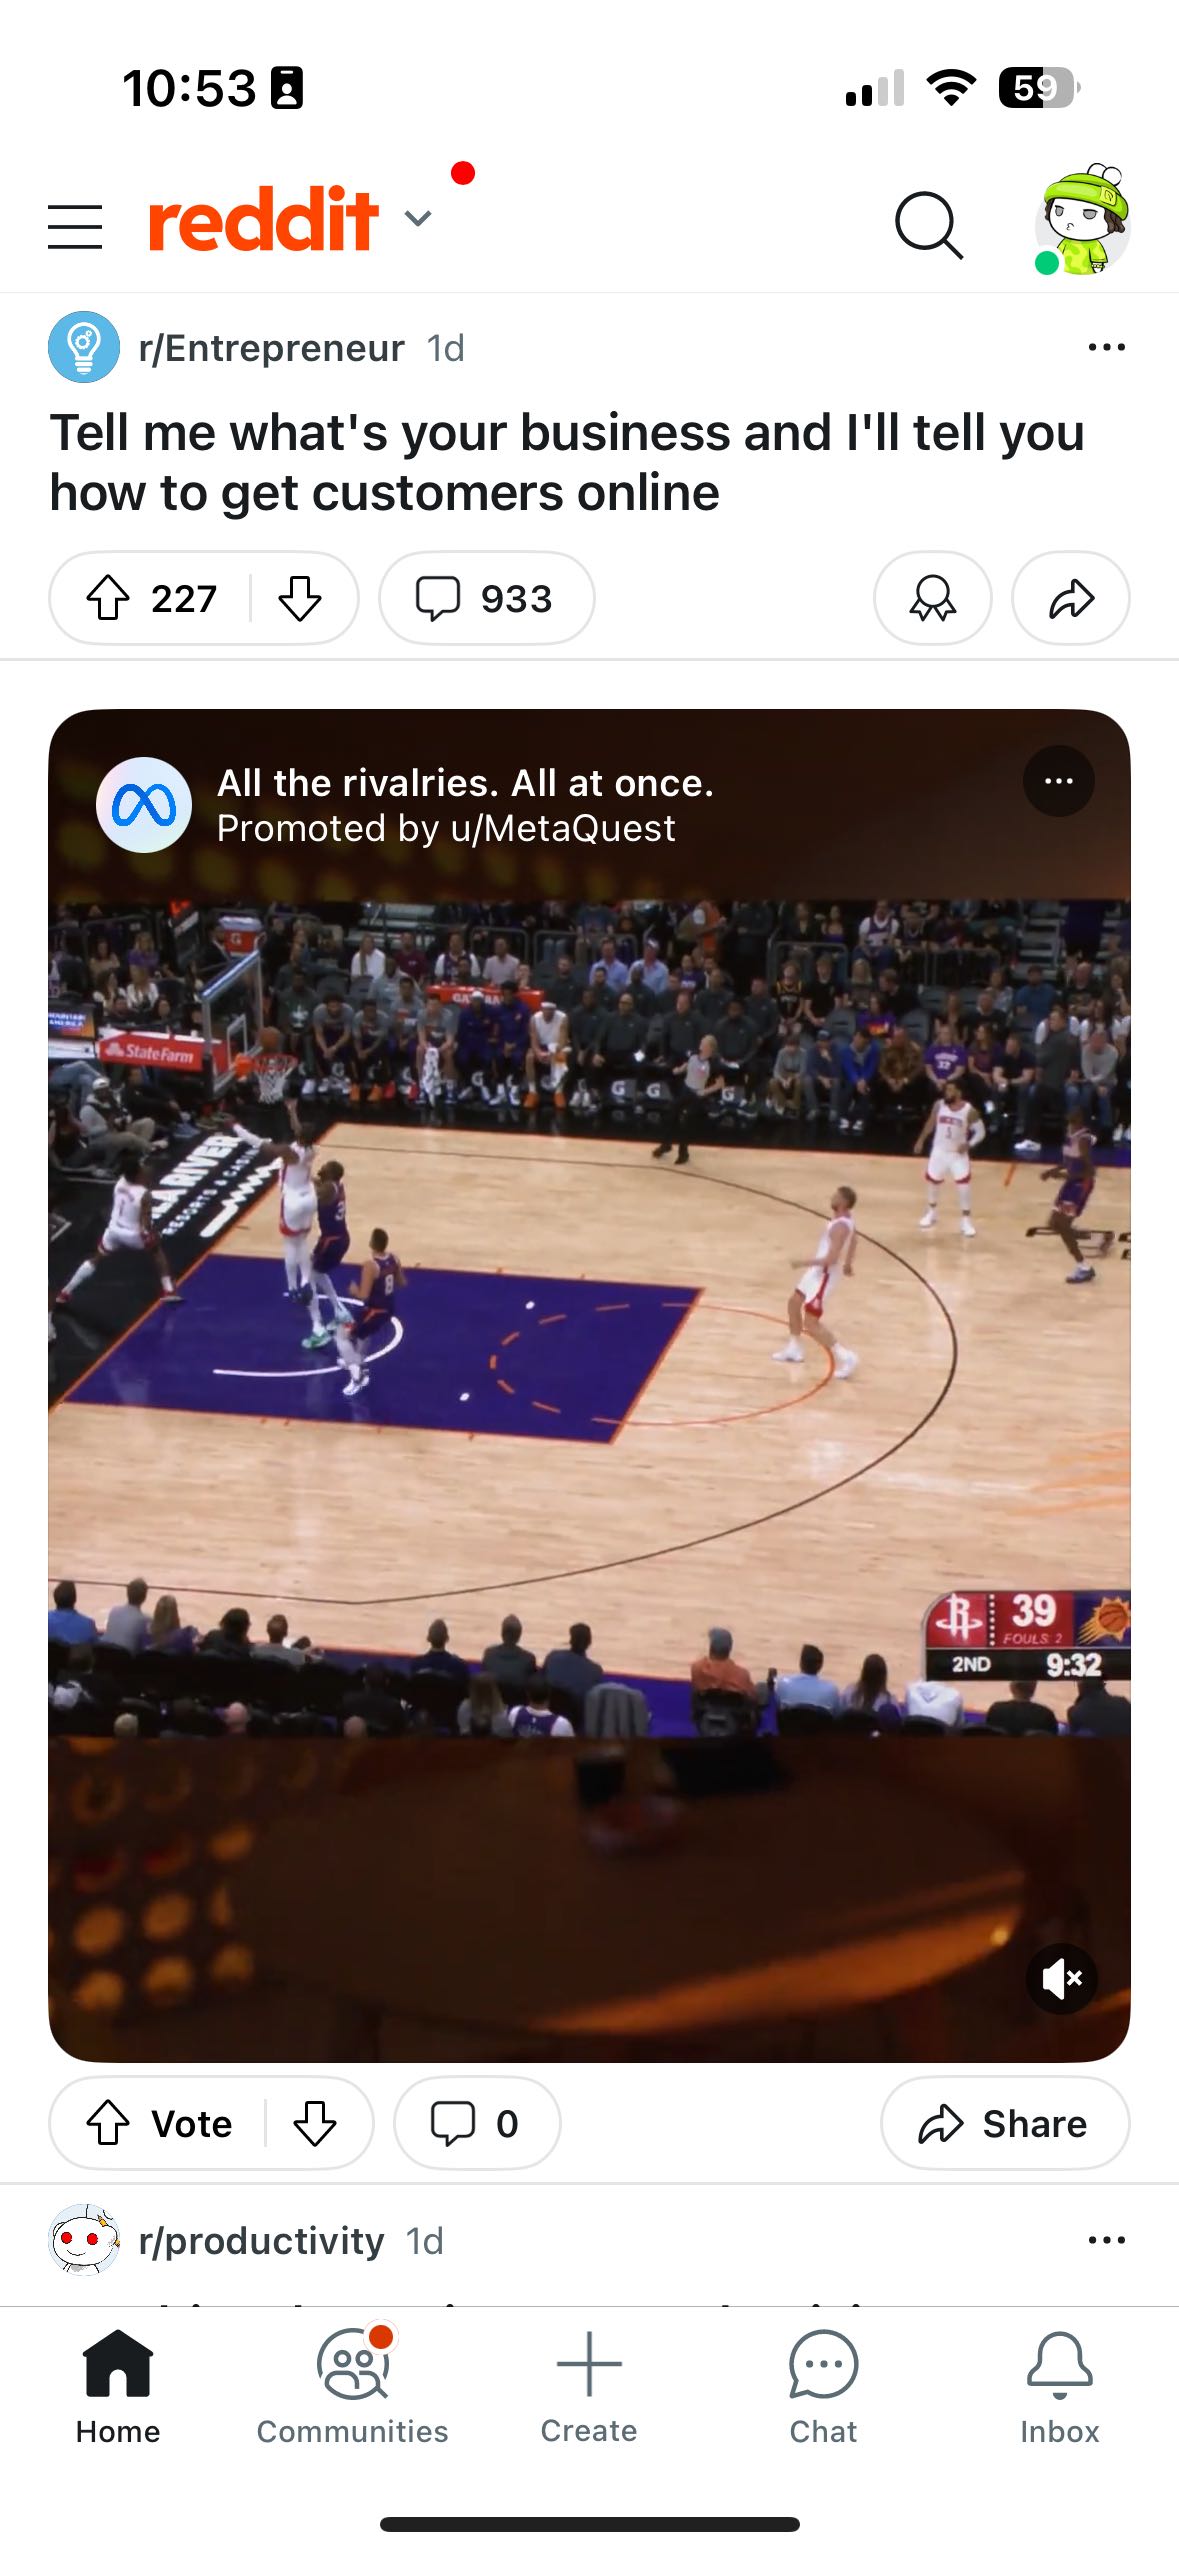 10:53
59
reddit
r/Entrepreneur 1d
Tell me what's your business and I'll tell you
how to get customers online
227
933
All the rivalries. All at once.
Promoted by u/MetaQuest
State Farm
G G G
8
R 39
FOULS: 2
2ND 9:32
Vote
0
Share
r/productivity 1d
Home
Communities
Create
Chat
Inbox